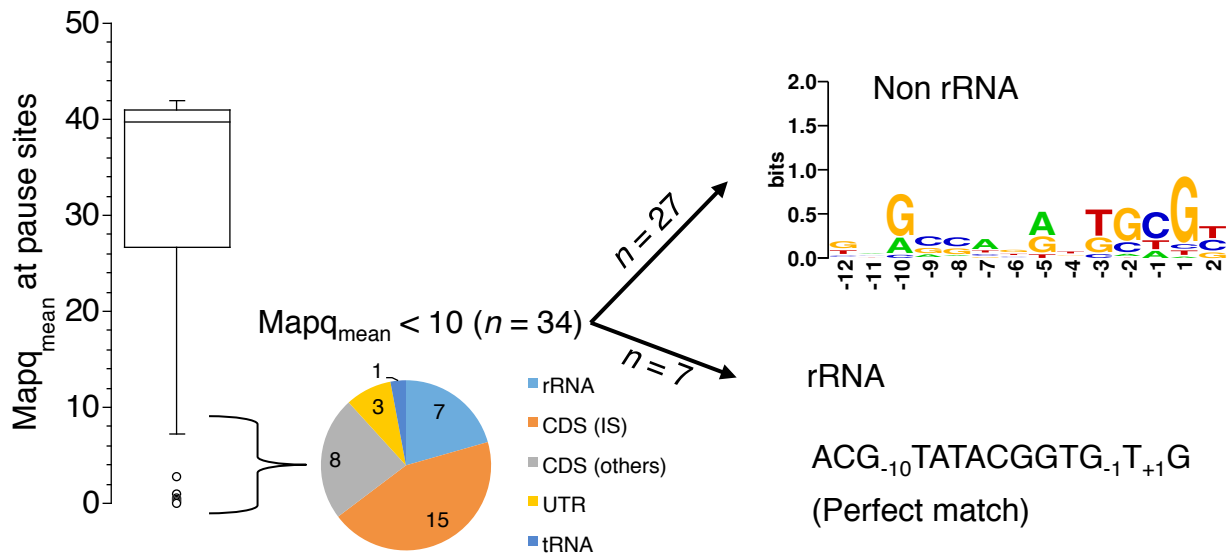 Mapqmean at pause sites
50
40
30
20
10
0
Mapqmean < 10 (n = 34)
n = 27
n = 7
1
3
7
8
15
rRNA
CDS (IS)
CDS (others)
UTR
tRNA
Non rRNA
bits
2.0
1.5
1.0
0.5
0.0
-12 -11 -10 -9 -8 -7 -6 -5 -4 -3 -2 -1 1 2
G A C C A A G T G G C C T G T C
rRNA
ACG-10TATACGGTG-1T+1G
(Perfect match)